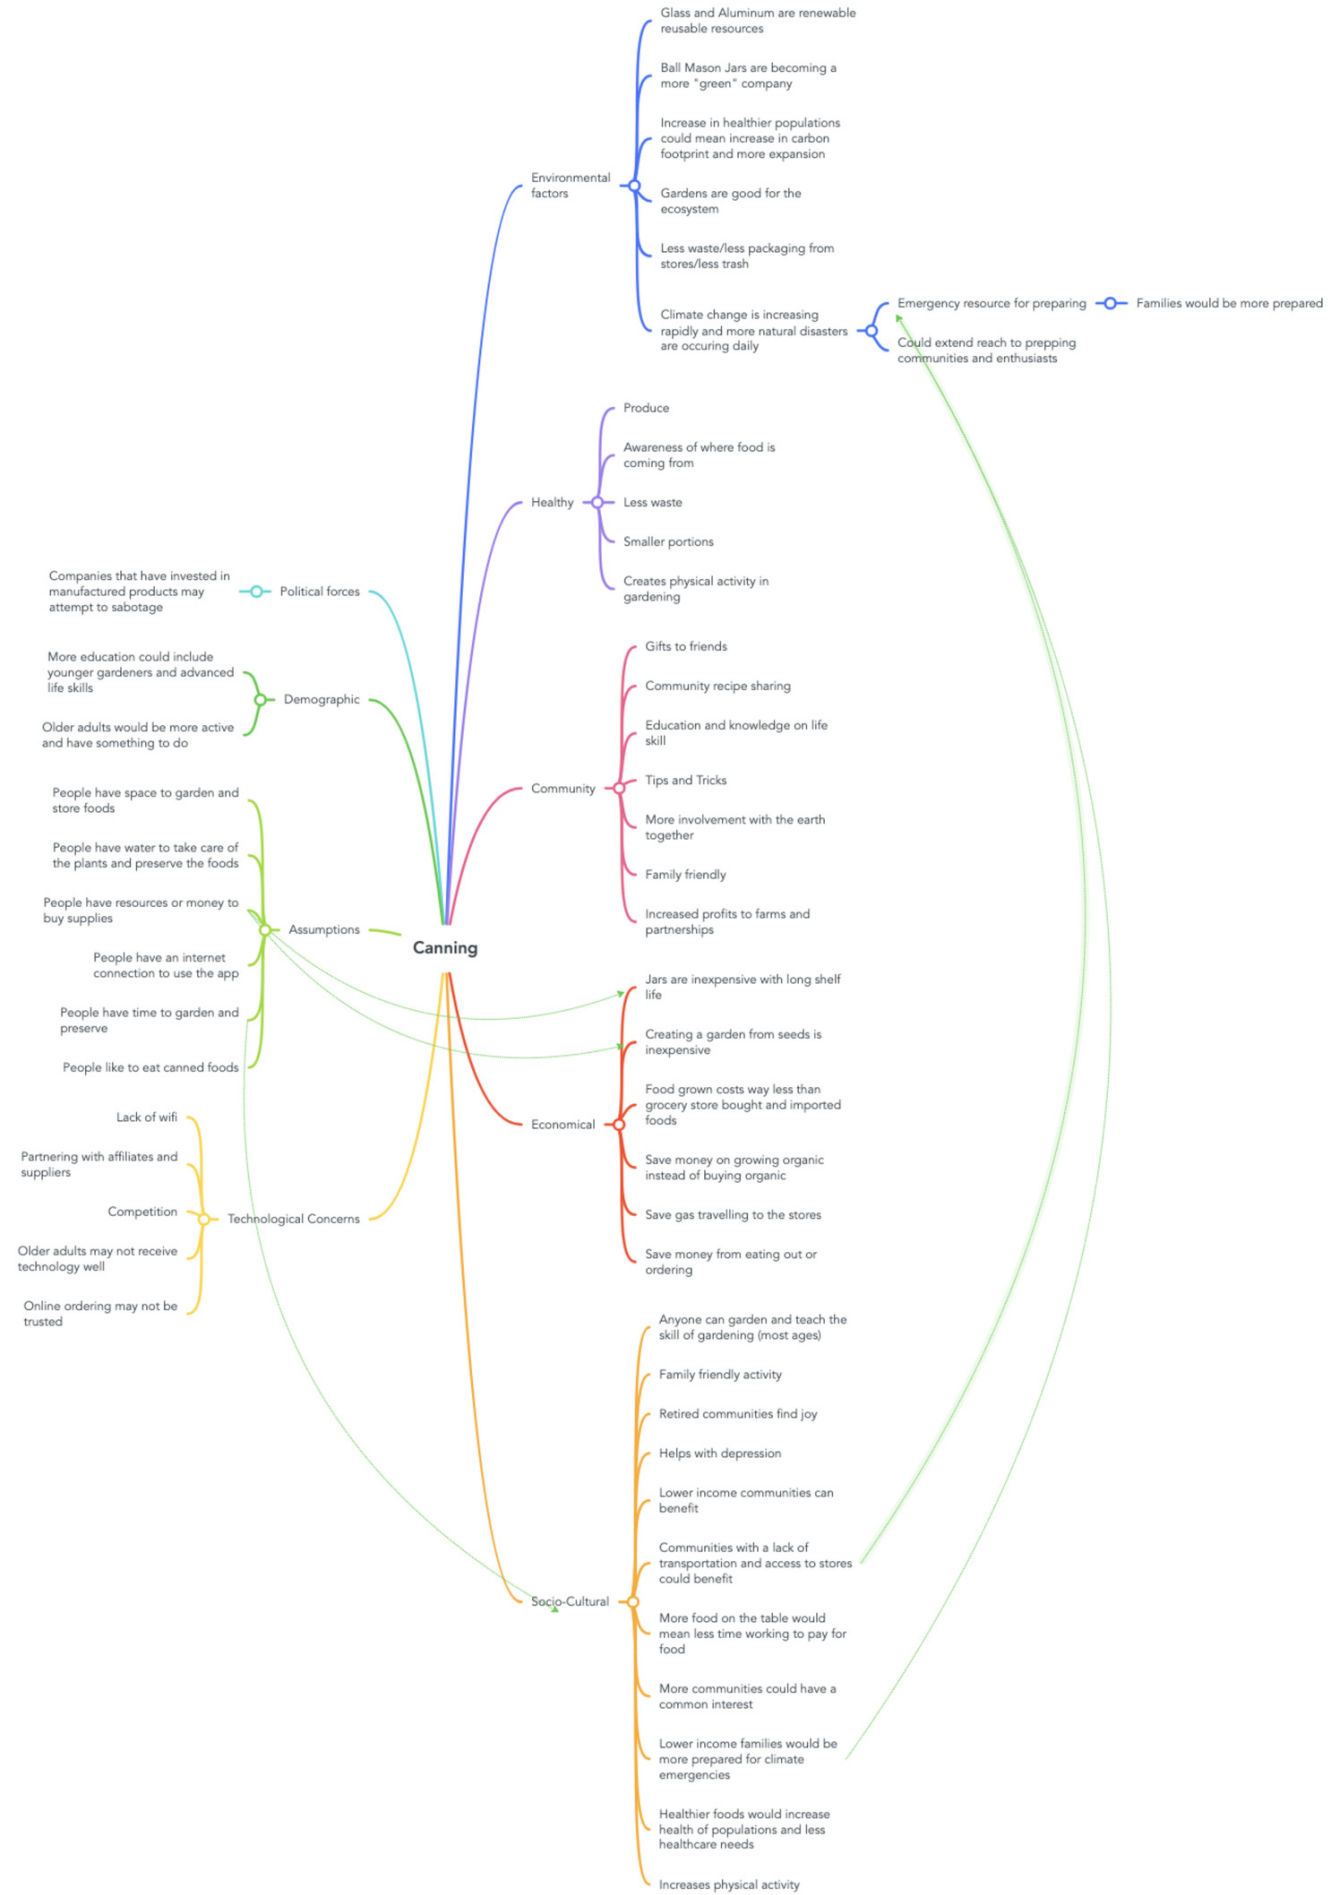 Glass and Aluminum are renewable
reusable resources
Ball Mason Jars are becoming a
more "green" company
Increase in healthier populations
could mean increase in carbon
footprint and more expansion
Environmental
factors
Gardens are good for the
ecosystem
Less waste/less packaging from
stores/less trash
Climate change is increasing
rapidly and more natural disasters
are occuring daily
Emergency resource for preparing
Families would be more prepared
Could extend reach to prepping
communities and enthusiasts
Healthy
Produce
Awareness of where food is
coming from
Less waste
Smaller portions
Creates physical activity in
gardening
Political forces
Companies that have invested in
manufactured products may
attempt to sabotage
Demographic
More education could include
younger gardeners and advanced
life skills
Older adults would be more active
and have something to do
Community
Gifts to friends
Community recipe sharing
Education and knowledge on life
skill
Tips and Tricks
More involvement with the earth
together
Family friendly
Increased profits to farms and
partnerships
Assumptions
People have space to garden and
store foods
People have water to take care of
the plants and preserve the foods
People have resources or money to
buy supplies
People have an internet
connection to use the app
People have time to garden and
preserve
People like to eat canned foods
Canning
Economical
Jars are inexpensive with long shelf
life
Creating a garden from seeds is
inexpensive
Food grown costs way less than
grocery store bought and imported
foods
Save money on growing organic
instead of buying organic
Save gas travelling to the stores
Save money from eating out or
ordering
Technological Concerns
Lack of wifi
Partnering with affiliates and
suppliers
Competition
Older adults may not receive
technology well
Online ordering may not be
trusted
Socio-Cultural
Anyone can garden and teach the
skill of gardening (most ages)
Family friendly activity
Retired communities find joy
Helps with depression
Lower income communities can
benefit
Communities with a lack of
transportation and access to stores
could benefit
More food on the table would
mean less time working to pay for
food
More communities could have a
common interest
Lower income families would be
more prepared for climate
emergencies
Healthier foods would increase
health of populations and less
healthcare needs
Increases physical activity